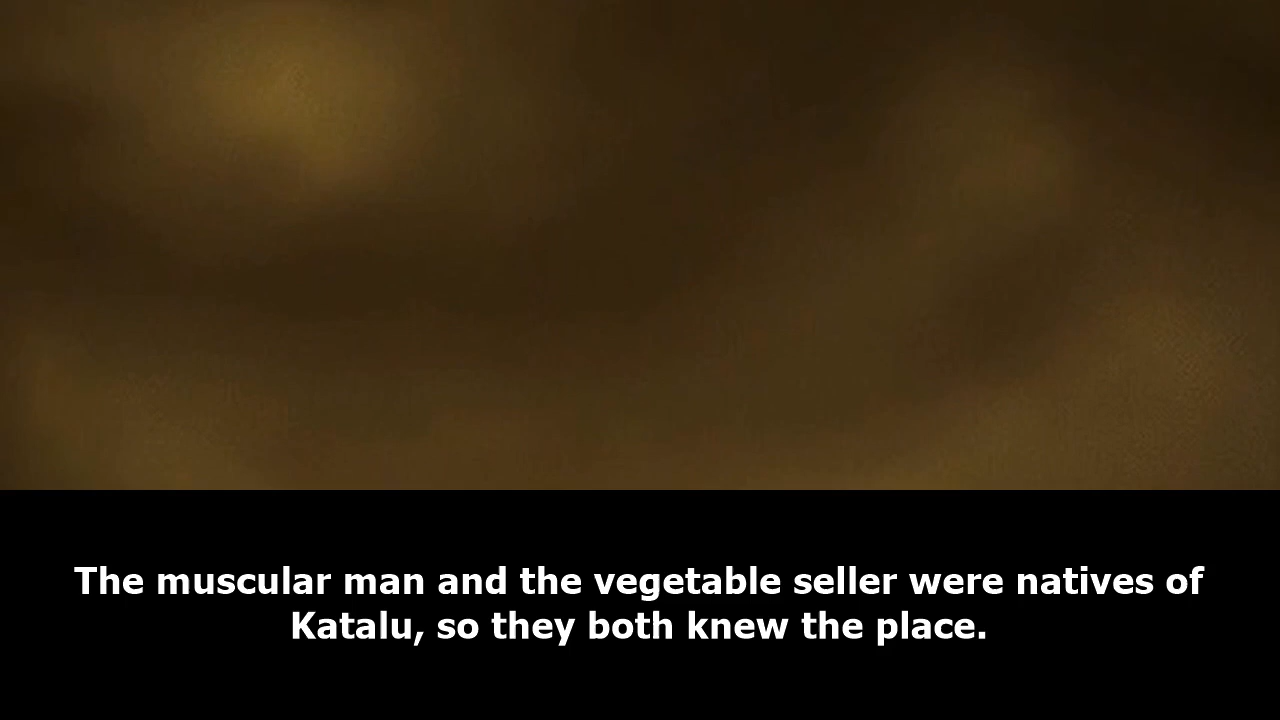 The muscular man and the vegetable seller were natives of
Katalu, so they both knew the place.